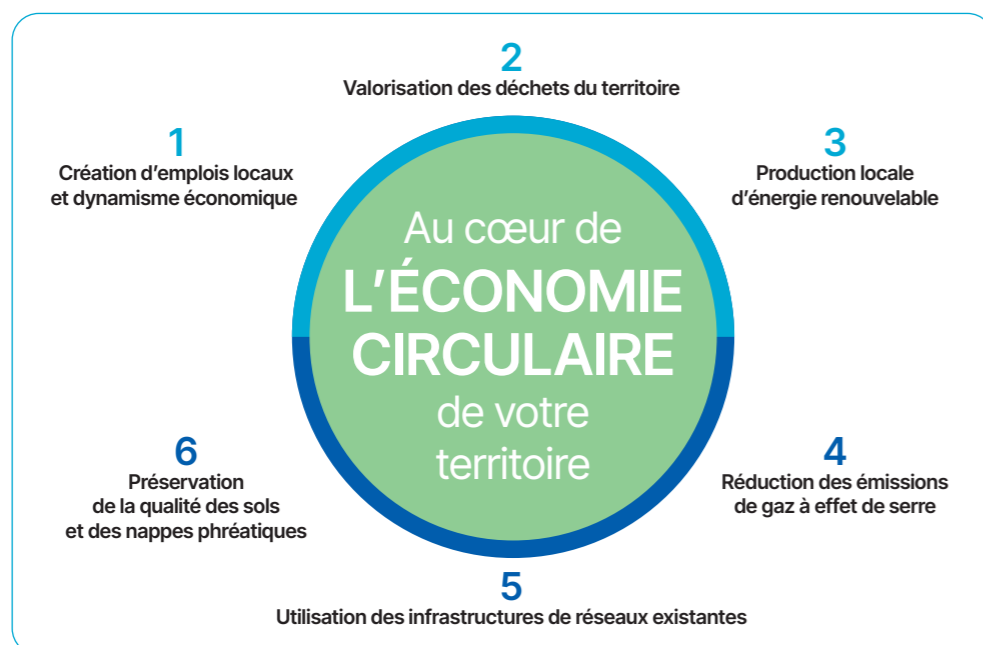 1
Création d’emplois locaux
et dynamisme économique
2
Valorisation des déchets du territoire
3
Production locale
d’énergie renouvelable
Au cœur de
L’ÉCONOMIE
CIRCULAIRE
de votre
territoire
4
Réduction des émissions
de gaz à effet de serre
5
Utilisation des infrastructures de réseaux existantes
6
Préservation
de la qualité des sols
et des nappes phréatiques